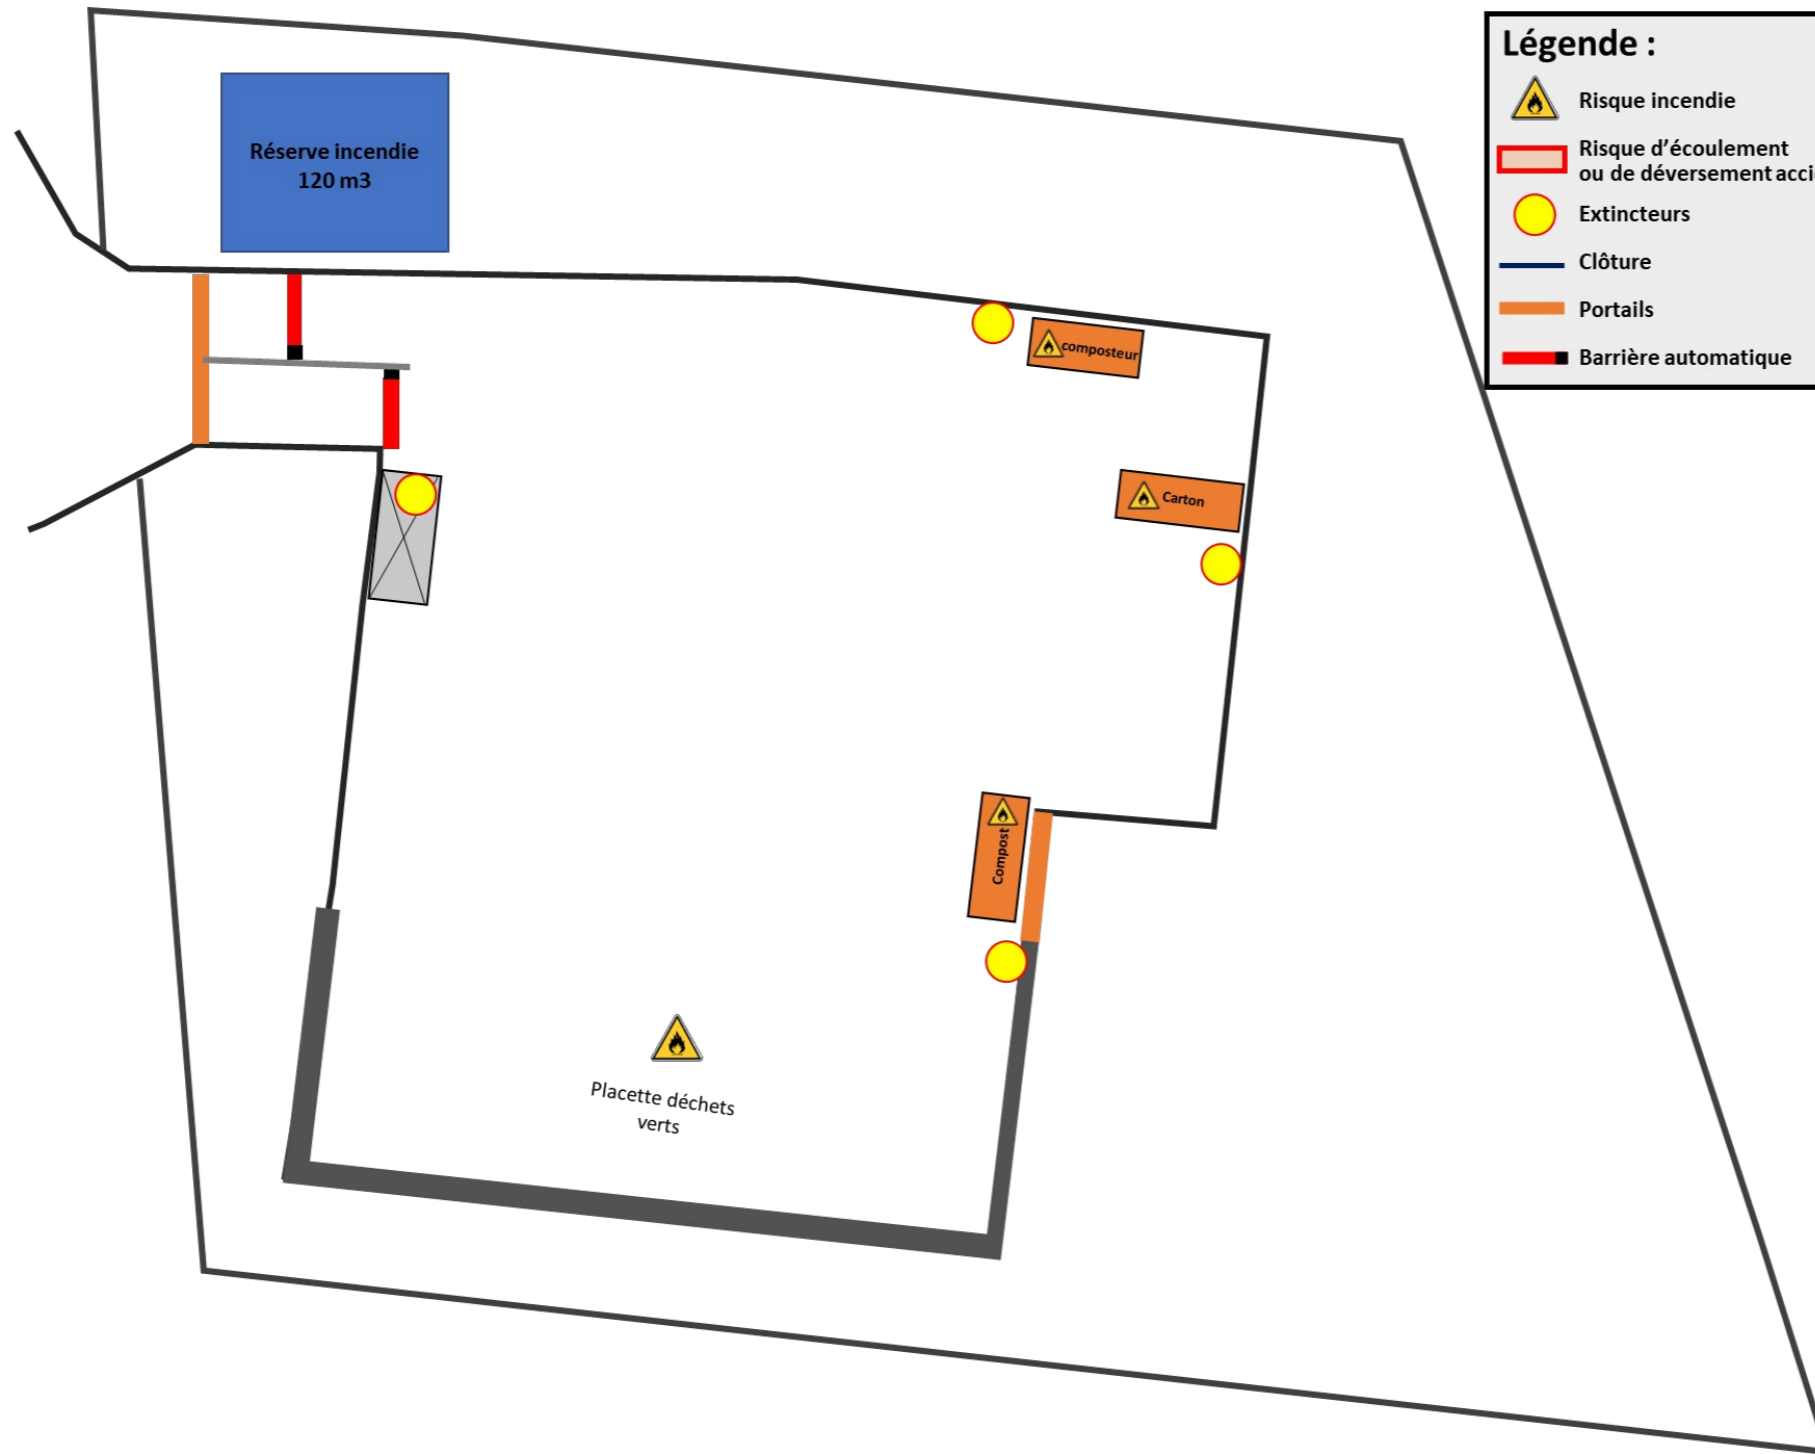 Légende :
Risque incendie
Risque d'écoulement
ou de déversement acci
Extincteurs
Clôture
Portails
Barrière automatique
Réserve incendie
120 m3
composteur
Carton
Compost
Placette déchets
verts